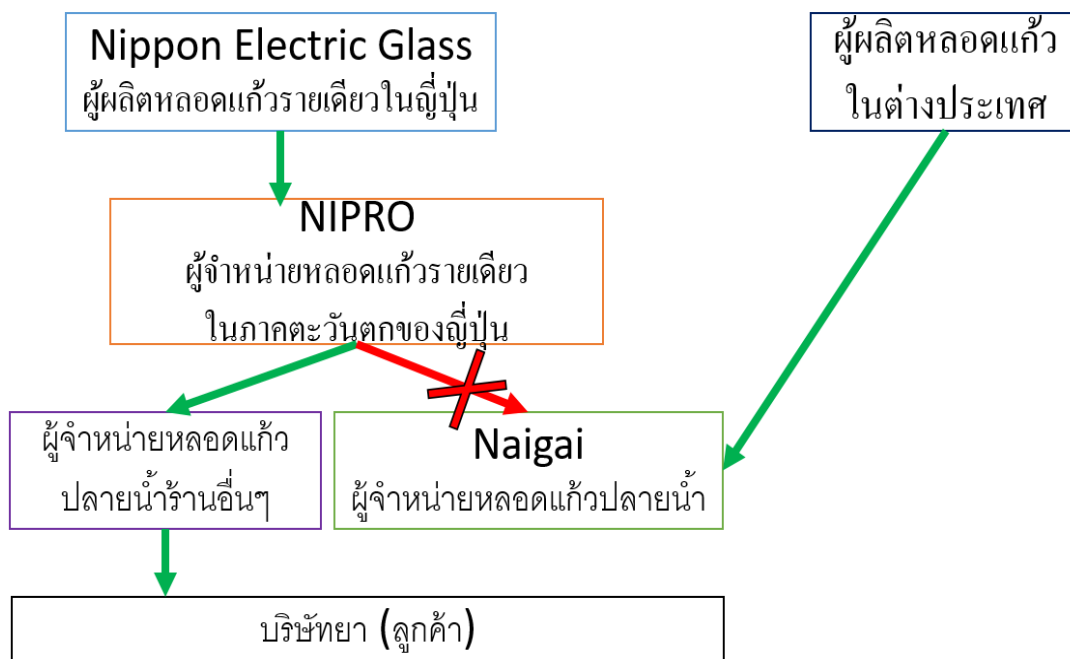 Nippon Electric Glass
ผู้ผลิตหลอดแก้วรายเดียวในญี่ปุ่น
ผู้ผลิตหลอดแก้ว
ในต่างประเทศ
NIPRO
ผู้จำหน่ายหลอดแก้วรายเดียว
ในภาคตะวันตกของญี่ปุ่น
ผู้จำหน่ายหลอดแก้ว
ปลายน้ำร้านอื่นๆ
Naigai
ผู้จำหน่ายหลอดแก้วปลายน้ำ
บริษัทยา (ลูกค้า)